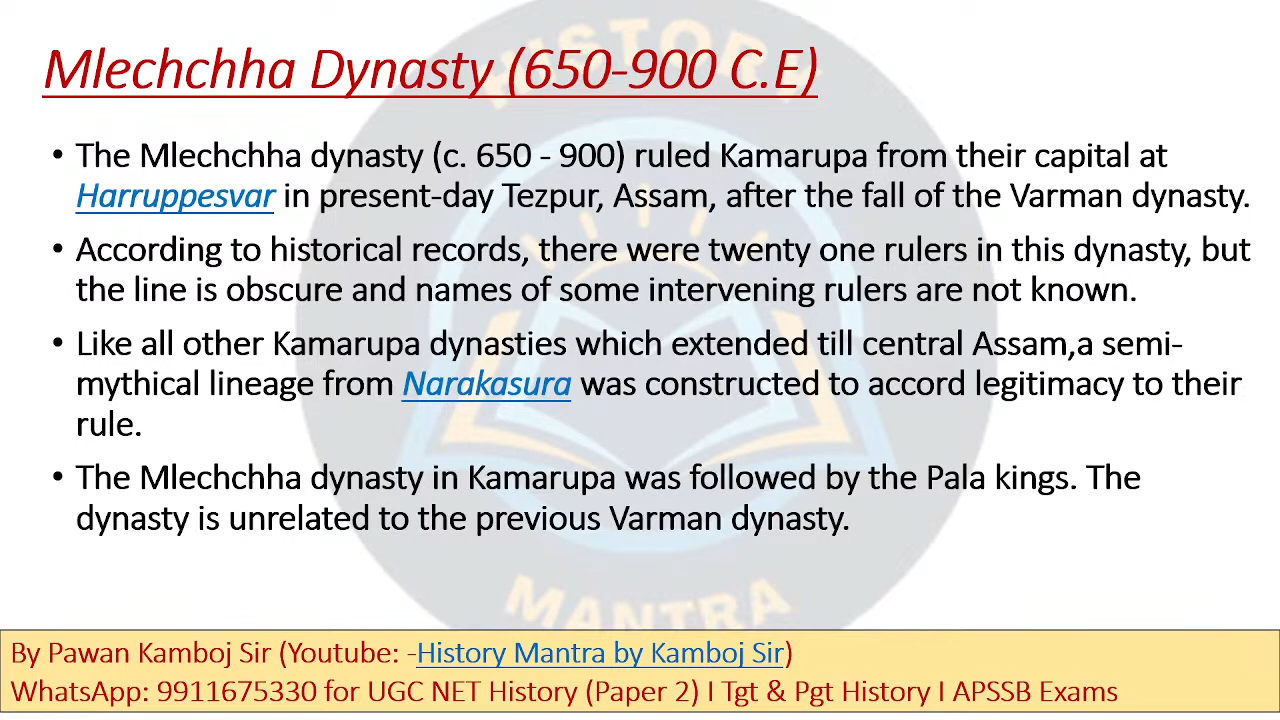 HISTORY
Mlechchha Dynasty (650-900 C.E)
• The Mlechchha dynasty (c. 650 - 900) ruled Kamarupa from their capital at
Harruppesvar in present-day Tezpur, Assam, after the fall of the Varman dynasty.
• According to historical records, there were twenty one rulers in this dynasty, but
the line is obscure and names of some intervening rulers are not known.
• Like all other Kamarupa dynasties which extended till central Assam,a semi-
mythical lineage from Narakasura was constructed to accord legitimacy to their
rule.
• The Mlechchha dynasty in Kamarupa was followed by the Pala kings. The
dynasty is unrelated to the previous Varman dynasty.
MANTRA
By Pawan Kamboj Sir (Youtube: -History Mantra by Kamboj Sir)
WhatsApp: 9911675330 for UGC NET History (Paper 2) I Tgt & Pgt History I APSSB Exams